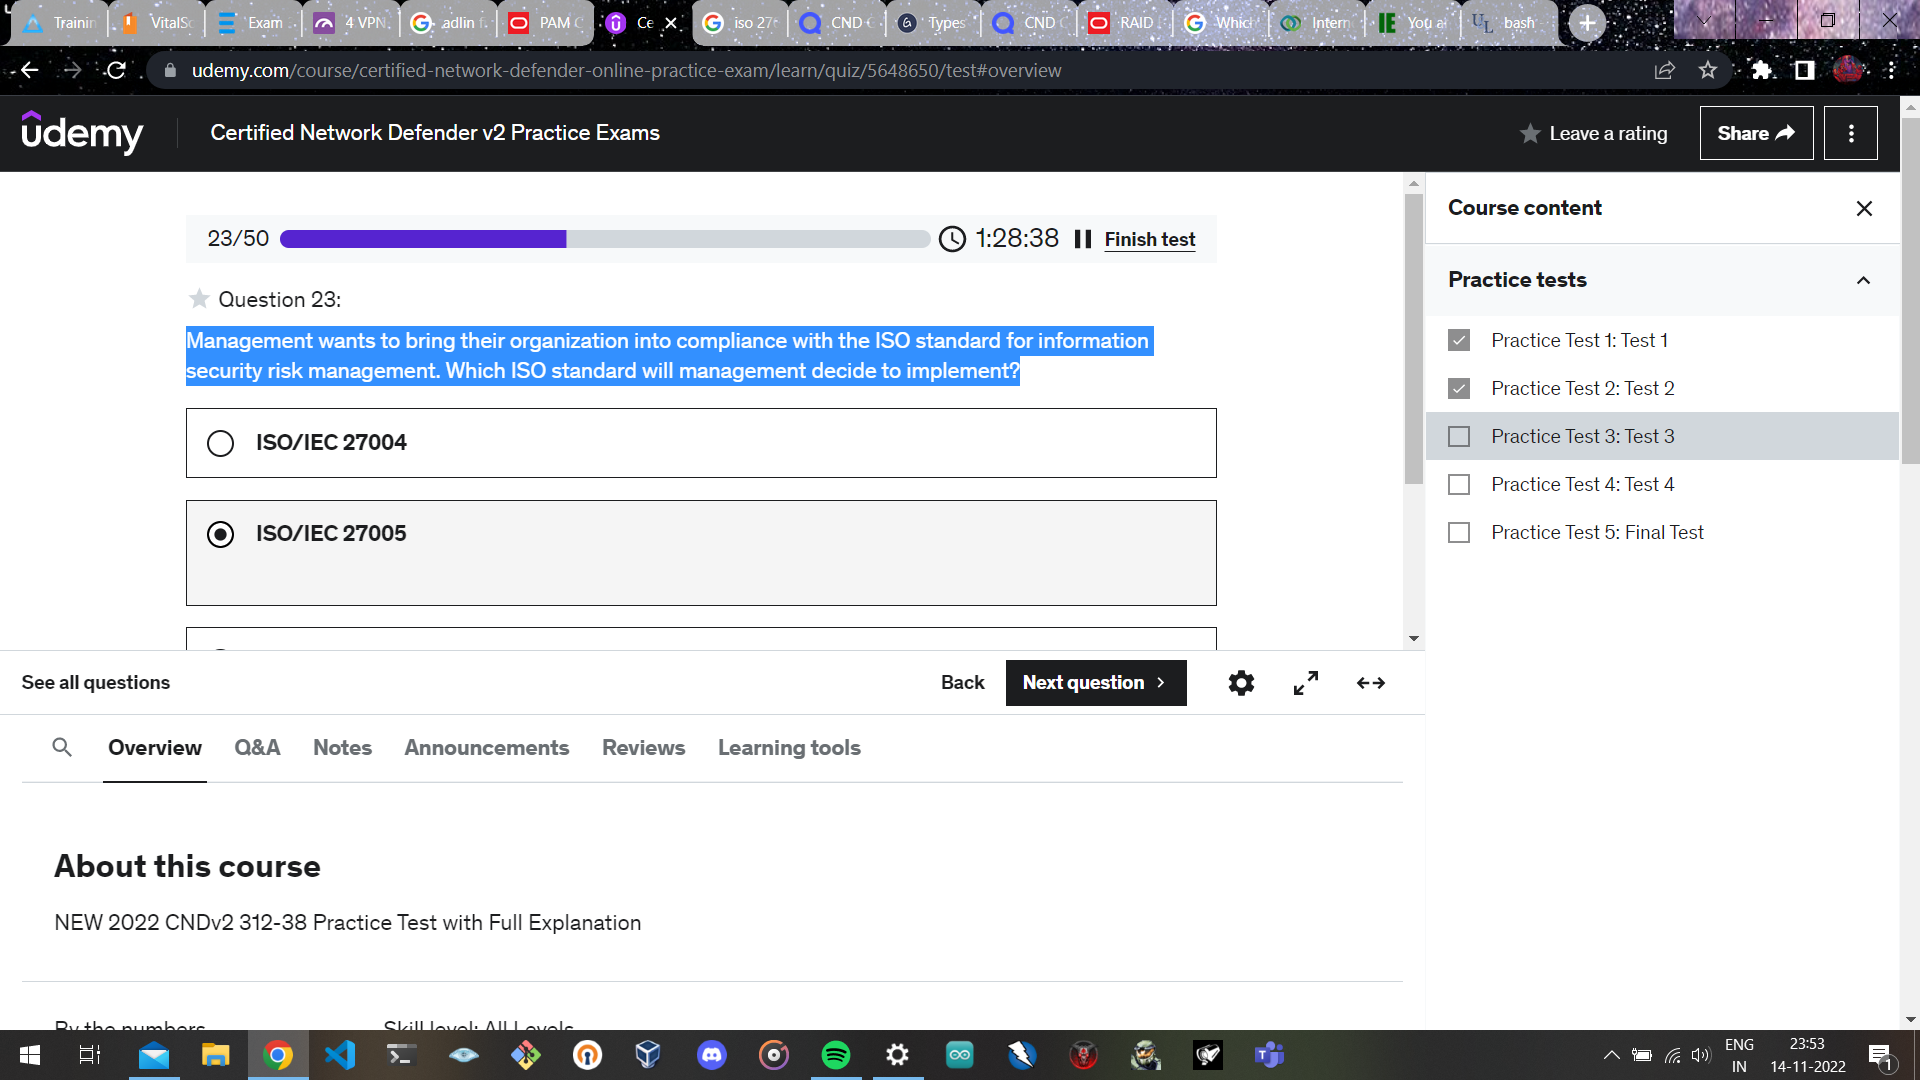 Trainin
VitalSo
Exam
4 VPN
adlin f
PAM C
Ce
iso 27
CND
Types
CND
RAID
Which
Intern
You a
bash
udemy.com/course/certified-network-defender-online-practice-exam/learn/quiz/5648650/test#overview
udemy
Certified Network Defender v2 Practice Exams
Leave a rating
Share
23/50
1:28:38
Finish test
Question 23:
Management wants to bring their organization into compliance with the ISO standard for information
security risk management. Which ISO standard will management decide to implement?
ISO/IEC 27004
ISO/IEC 27005
Course content
Practice tests
Practice Test 1: Test 1
Practice Test 2: Test 2
Practice Test 3: Test 3
Practice Test 4: Test 4
Practice Test 5: Final Test
See all questions
Back
Next question
Overview
Q&A
Notes
Announcements
Reviews
Learning tools
About this course
NEW 2022 CNDv2 312-38 Practice Test with Full Explanation
By the numbers
Skill level: All Levels
ENG
IN
23:53
14-11-2022
1